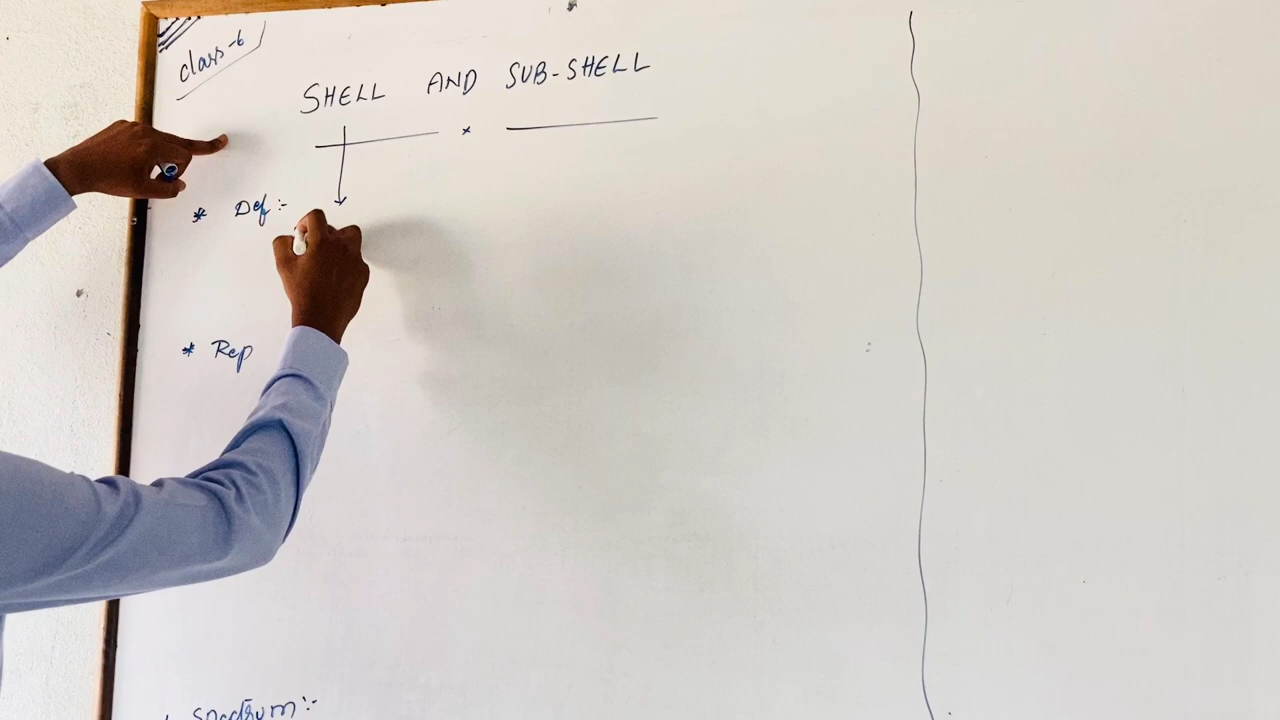 class-6
SHELL AND SUB-SHELL
* Def:-
* Rep
Spectrum:-